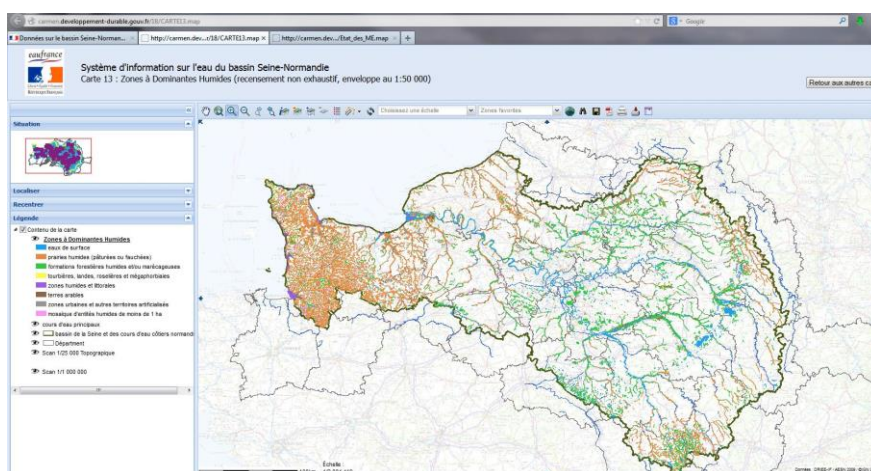 carmen.developpement-durable.gouv.fr/18/CARTE13.map
Google
Données sur le bassin Seine-Norman...
http://carmen.dev...r/18/CARTE13.map
http://carmen.dev.../Etat_des_ME.map
eaufrance
Système d'information sur l'eau du bassin Seine-Normandie
Carte 13 : Zones à Dominantes Humides (recensement non exhaustif, enveloppe au 1:50 000)
Retour aux autres ca
Choisissez une échelle
Zones favorites
Situation
Localiser
Recentrer
Légende
Contenu de la carte
Zones à Dominantes Humides
eaux de surface
prairies humides (pâturées ou fauchées)
formations forestières humides et/ou marécageuses
tourbières, landes, roselières et mégaphorbiaies
zones humides et littorales
terres arables
zones urbaines et autres territoires artificialisés
mosaïque d'entités humides de moins de 1 ha
cours d'eau principaux
bassin de la Seine et des cours d'eau côtiers normand
Départment
Scan 1/25 000 Topograpique
Scan 1/1 000 000
Échelle :